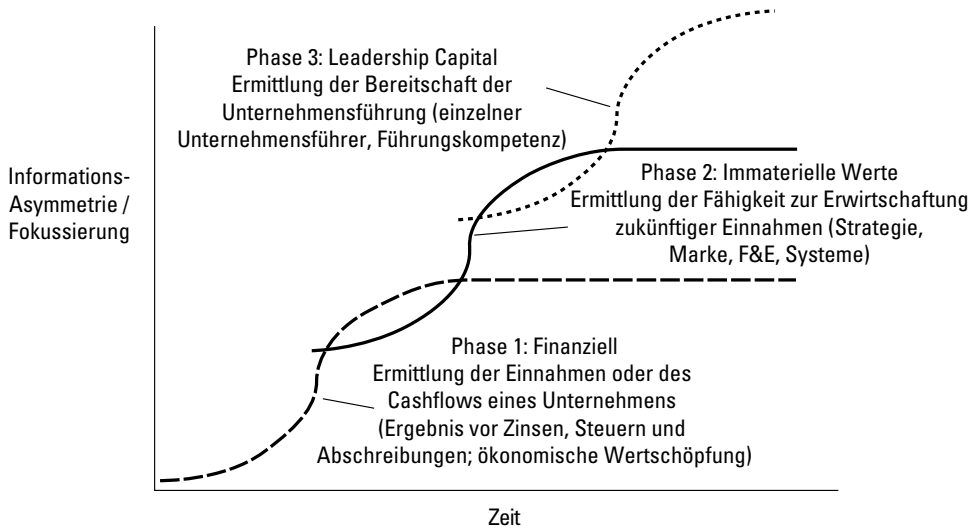 Phase 3: Leadership Capital
Ermittlung der Bereitschaft der
Unternehmensführung (einzelner
Unternehmensführer, Führungskompetenz)
Informations-
Asymmetrie /
Fokussierung
Phase 2: Immaterielle Werte
Ermittlung der Fähigkeit zur Erwirtschaftung
zukünftiger Einnahmen (Strategie,
Marke, F&E, Systeme)
Phase 1: Finanziell
Ermittlung der Einnahmen oder des
Cashflows eines Unternehmens
(Ergebnis vor Zinsen, Steuern und
Abschreibungen; ökonomische Wertschöpfung)
Zeit